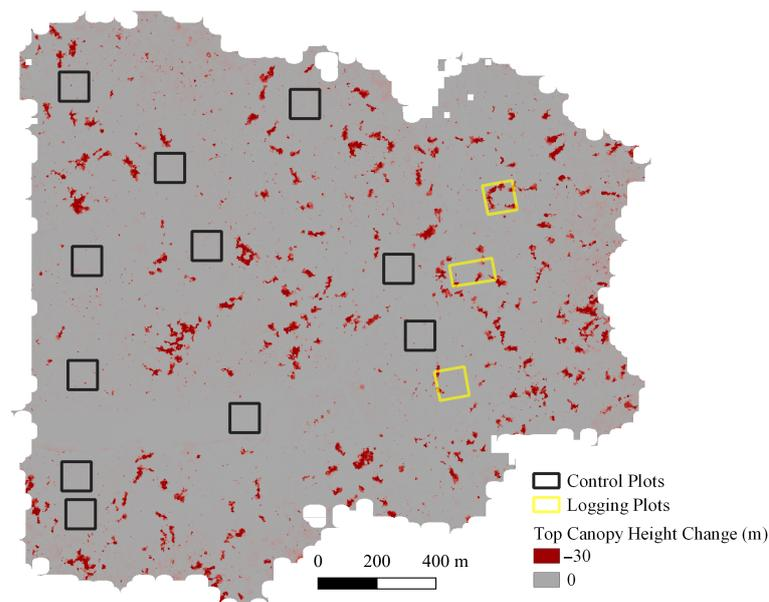 Control Plots
Logging Plots
Top Canopy Height Change (m)
−30
0
0 200 400 m